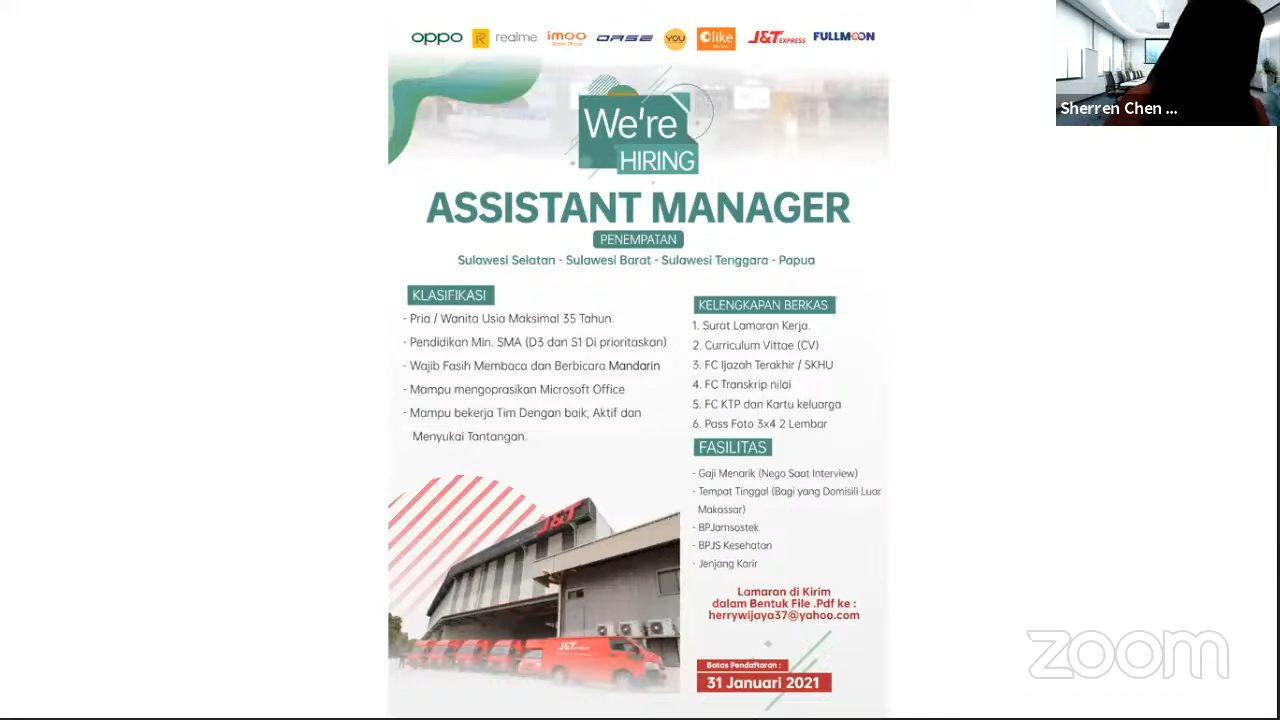 oppo realme imoo OASE YOU Olike J&T EXPRESS FULLMOON
Sherren Chen ...
We're
HIRING
ASSISTANT MANAGER
PENEMPATAN
Sulawesi Selatan - Sulawesi Barat - Sulawesi Tenggara - Papua
KLASIFIKASI
- Pria / Wanita Usia Maksimal 35 Tahun.
- Pendidikan Min. SMA (D3 dan S1 Di prioritaskan)
- Wajib Fasih Membaca dan Berbicara Mandarin
- Mampu mengoprasikan Microsoft Office
- Mampu bekerja Tim Dengan baik, Aktif dan
Menyukai Tantangan.
KELENGKAPAN BERKAS
1. Surat Lamaran Kerja.
2. Curriculum Vittae (CV)
3. FC Ijazah Terakhir / SKHU
4. FC Transkrip nilai
5. FC KTP dan Kartu keluarga
6. Pass Foto 3x4 2 Lembar
FASILITAS
- Gaji Menarik (Nego Saat Interview)
- Tempat Tinggal (Bagi yang Domisili Luar
Makassar)
- BPJamsostek
- BPJS Kesehatan
- Jenjang Karir
J&T
J&T
Lamaran di Kirim
dalam Bentuk File .Pdf ke :
herrywijaya37@yahoo.com
Batas Pendaftaran :
31 Januari 2021
zoom